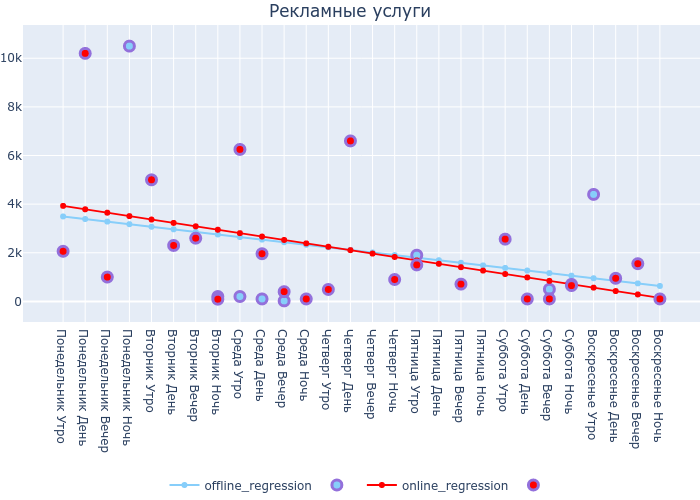 Рекламные услуги
10k
8k
6k
4k
2k
0
Понедельник Утро
Понедельник День
Понедельник Вечер
Понедельник Ночь
Вторник Утро
Вторник День
Вторник Вечер
Вторник Ночь
Среда Утро
Среда День
Среда Вечер
Среда Ночь
Четверг Утро
Четверг День
Четверг Вечер
Четверг Ночь
Пятница Утро
Пятница День
Пятница Вечер
Пятница Ночь
Суббота Утро
Суббота День
Суббота Вечер
Суббота Ночь
Воскресенье Утро
Воскресенье День
Воскресенье Вечер
Воскресенье Ночь
offline_regression
online_regression